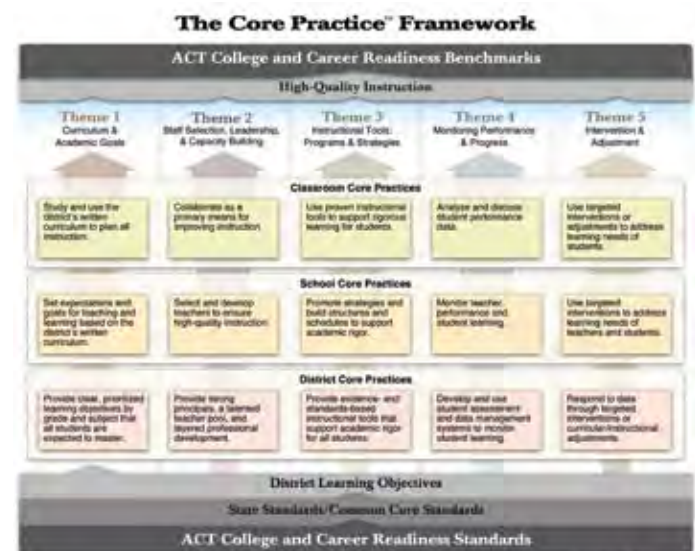 The Core Practice™ Framework
ACT College and Career Readiness Benchmarks
High-Quality Instruction
Theme 1
Curriculum &
Academic Goals
Theme 2
Staff Selection, Leadership,
& Capacity Building
Theme 3
Instructional Tools,
Programs & Strategies
Theme 4
Monitoring Performance
& Progress
Theme 5
Intervention &
Adjustment
Classroom Core Practices
Study and use the
district's written
curriculum to plan all
instruction.
Collaborate as a
primary means for
improving instruction.
Use proven instructional
tools to support rigorous
learning for students.
Analyze and discuss
student performance
data.
Use targeted
interventions or
adjustments to address
learning needs of
students.
School Core Practices
Set expectations and
goals for teaching and
learning based on the
district's written
curriculum.
Select and develop
teachers to ensure
high-quality instruction.
Promote strategies and
build structures and
schedules to support
academic rigor.
Monitor teacher
performance and
student learning.
Use targeted
interventions to address
learning needs of
teachers and students.
District Core Practices
Provide clear, prioritized
learning objectives by
grade and subject that
all students are
expected to master.
Provide strong
principals, a talented
teacher pool, and
layered professional
development.
Provide evidence- and
standards-based
instructional tools that
support academic rigor
for all students.
Develop and use
student assessment
and data management
systems to monitor
student learning.
Respond to data
through targeted
interventions or
curricular/instructional
adjustments.
District Learning Objectives
State Standards/Common Core Standards
ACT College and Career Readiness Standards